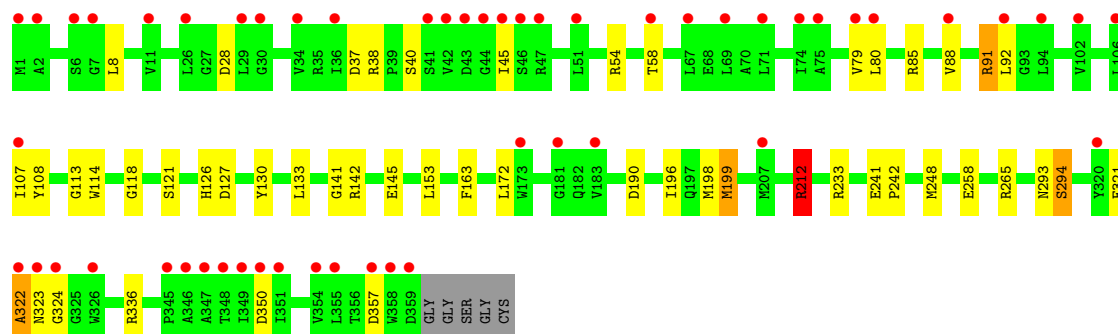 M1 A2 S6 G7 L8 V11 L26 G27 D28 L29 G30 V34 R35 I36 D37 R38 P39 S40 S41 V42 D43 G44 I45 S46 R47 L51 R54 T58 L67 E68 L69 A70 L71 I74 A75 V79 L80 R85 V88 R91 L92 G93 L94 V102 L106
I107 Y108 G113 W114 G118 S121 H126 D127 Y130 L133 G141 R142 E145 L153 F163 L172 W173 G181 Q182 V183 D190 I196 Q197 M198 M199 M207 R212 R233 E241 P242 M248 E258 R265 N293 S294 Y320 E321
A322 N323 G324 G325 W326 R336 P345 A346 A347 T348 I349 D350 I351 V354 L355 T356 D357 W358 D359 GLY GLY SER GLY CYS